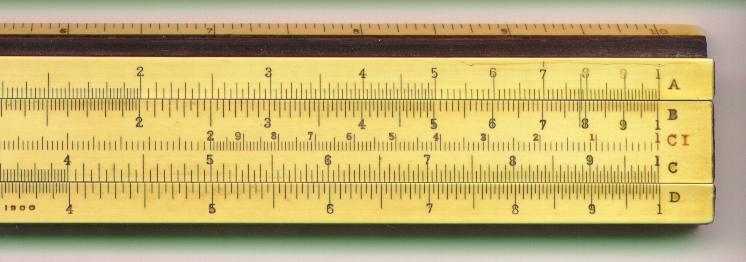 6 7 8 9 10
2 3 4 5 6 7 8 9 1 A
2 3 4 5 6 7 8 9 1 B
2 9 8 7 6 5 4 3 2 1 1 CI
4 5 6 7 8 9 1 C
4 5 6 7 8 9 1 D
1900